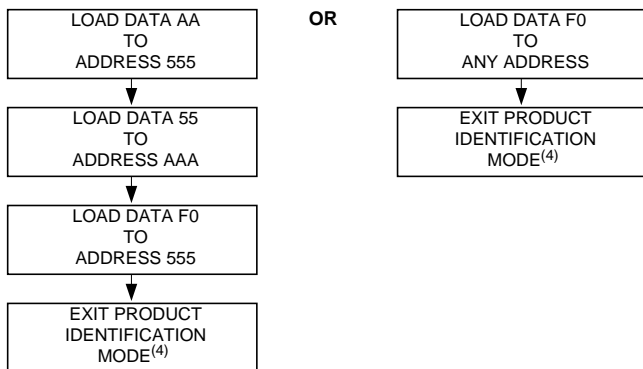 LOAD DATA AA
TO
ADDRESS 555
LOAD DATA 55
TO
ADDRESS AAA
LOAD DATA F0
TO
ADDRESS 555
EXIT PRODUCT
IDENTIFICATION
MODE(4)
OR
LOAD DATA F0
TO
ANY ADDRESS
EXIT PRODUCT
IDENTIFICATION
MODE(4)